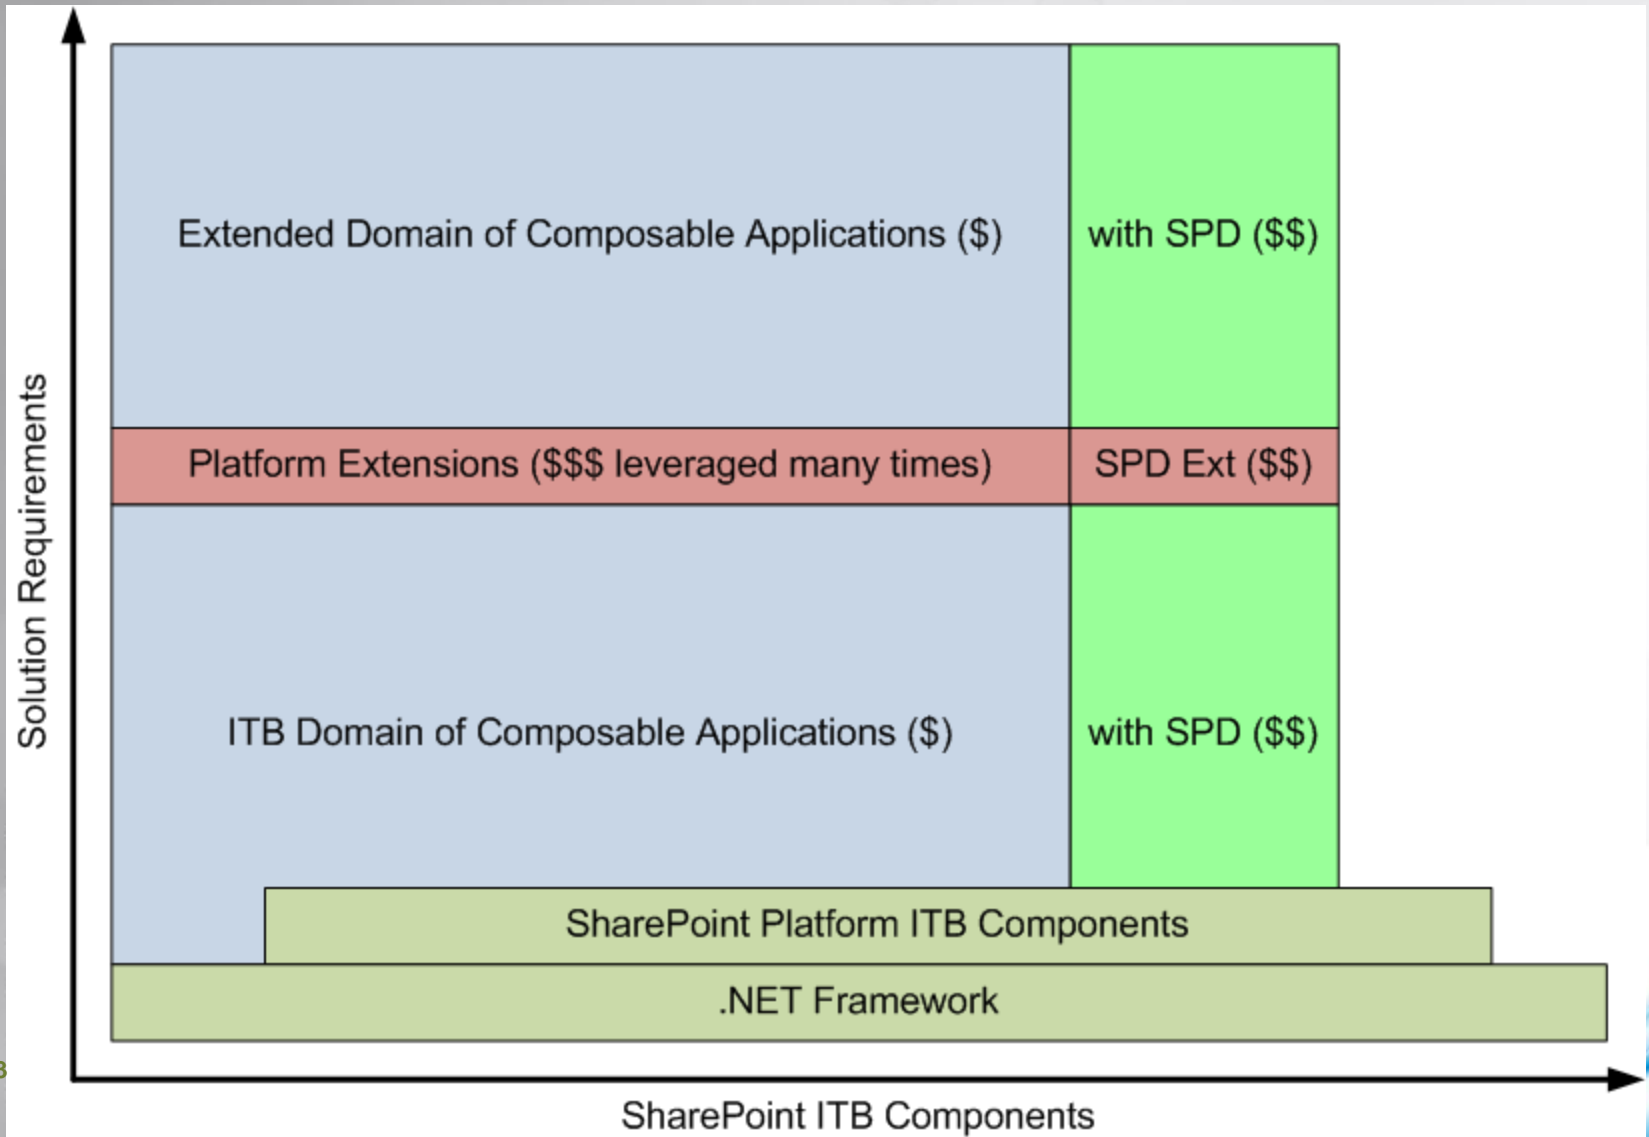 Extended Domain of Composable Applications ($)
with SPD ($$)
Platform Extensions ($$$ leveraged many times)
SPD Ext ($$)
Solution Requirements
ITB Domain of Composable Applications ($)
with SPD ($$)
SharePoint Platform ITB Components
.NET Framework
SharePoint ITB Components